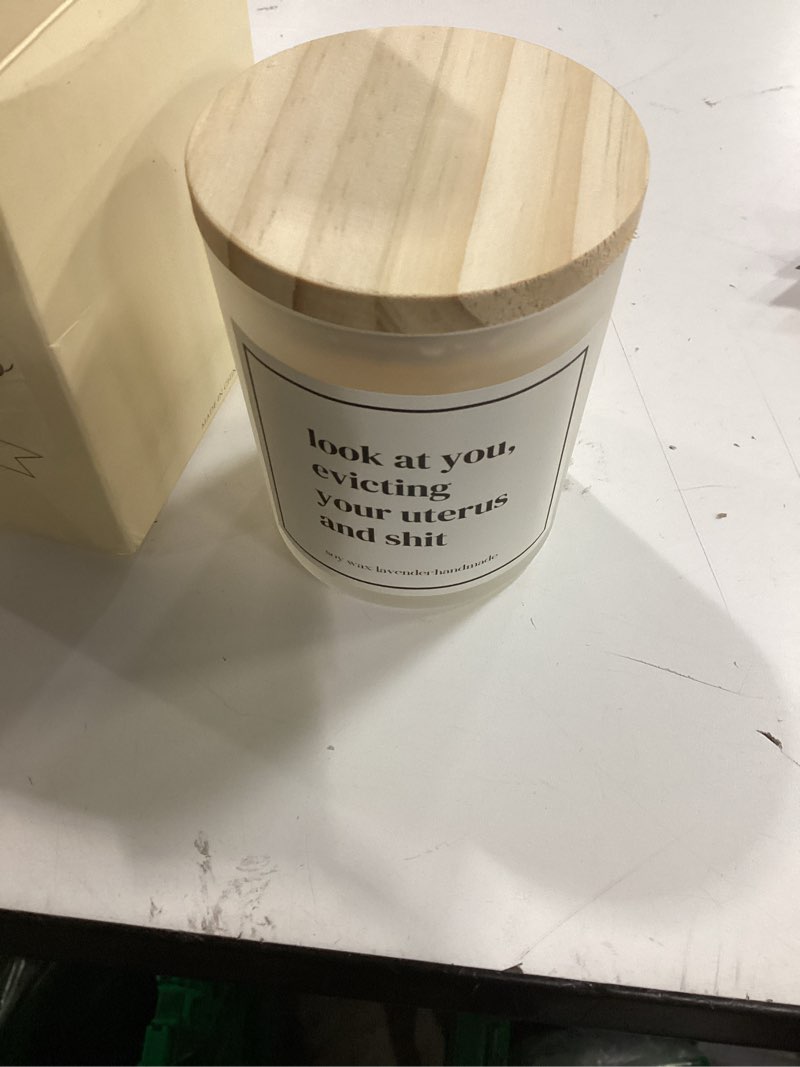 look at you,
evicting
your uterus
and shit
soy wax lavender handmade